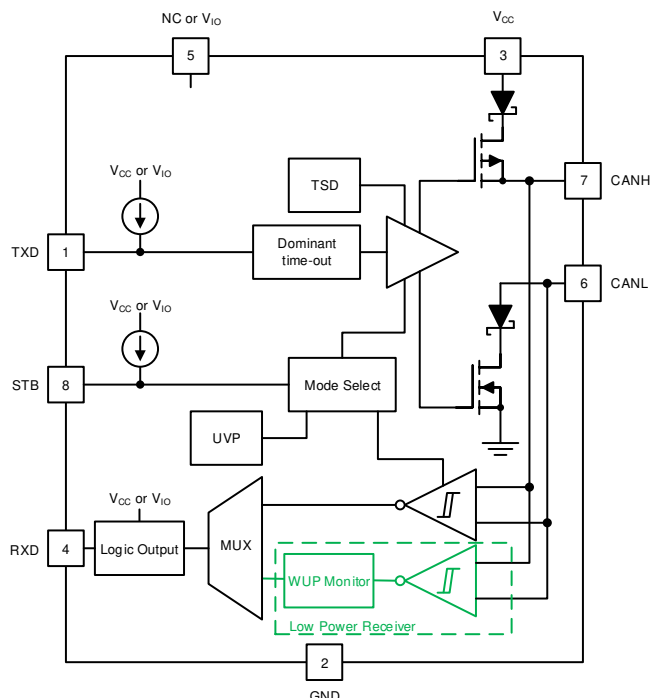 NC or VIO
VCC
5
3
VCC or VIO
TSD
7
CANH
TXD
1
Dominant
time-out
6
CANL
VCC or VIO
STB
8
Mode Select
UVP
VCC or VIO
RXD
4
Logic Output
MUX
WUP Monitor
Low Power Receiver
2
GND